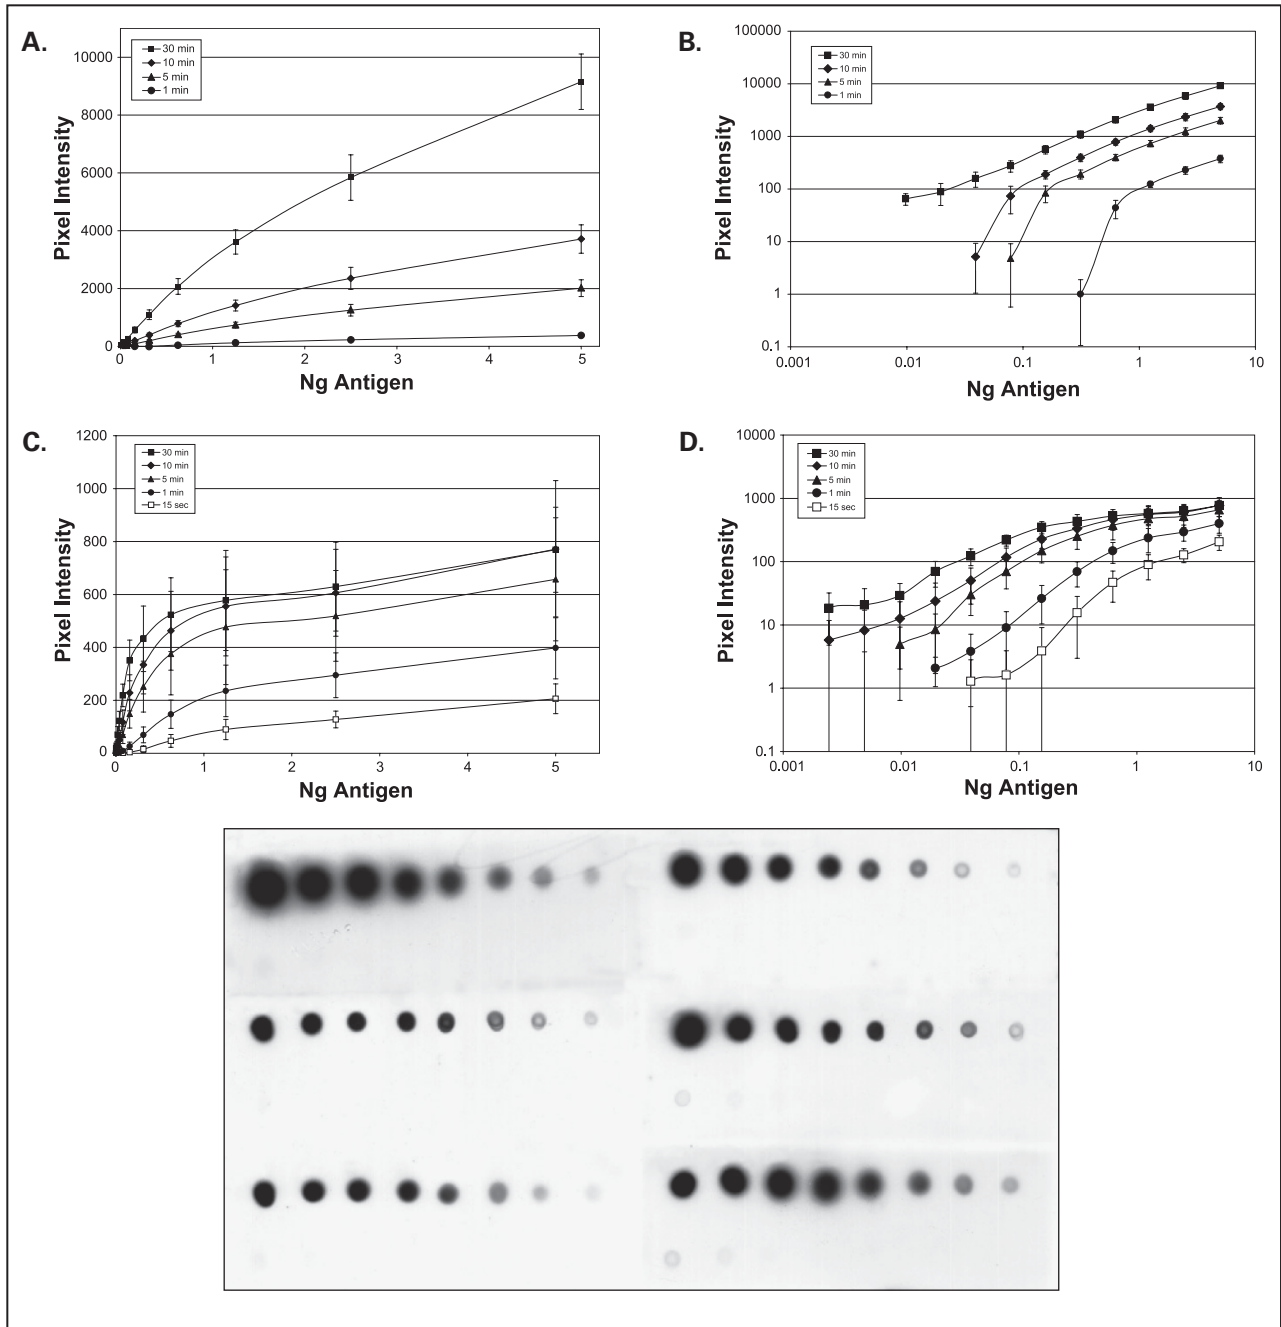 A.
30 min
10 min
5 min
1 min
10000
8000
6000
4000
2000
0
0 1 2 3 4 5
Pixel Intensity
Ng Antigen
B.
30 min
10 min
5 min
1 min
100000
10000
1000
100
10
1
0.1
0.001 0.01 0.1 1 10
Pixel Intensity
Ng Antigen
C.
30 min
10 min
5 min
1 min
15 sec
1200
1000
800
600
400
200
0
0 1 2 3 4 5
Pixel Intensity
Ng Antigen
D.
30 min
10 min
5 min
1 min
15 sec
10000
1000
100
10
1
0.1
0.001 0.01 0.1 1 10
Pixel Intensity
Ng Antigen